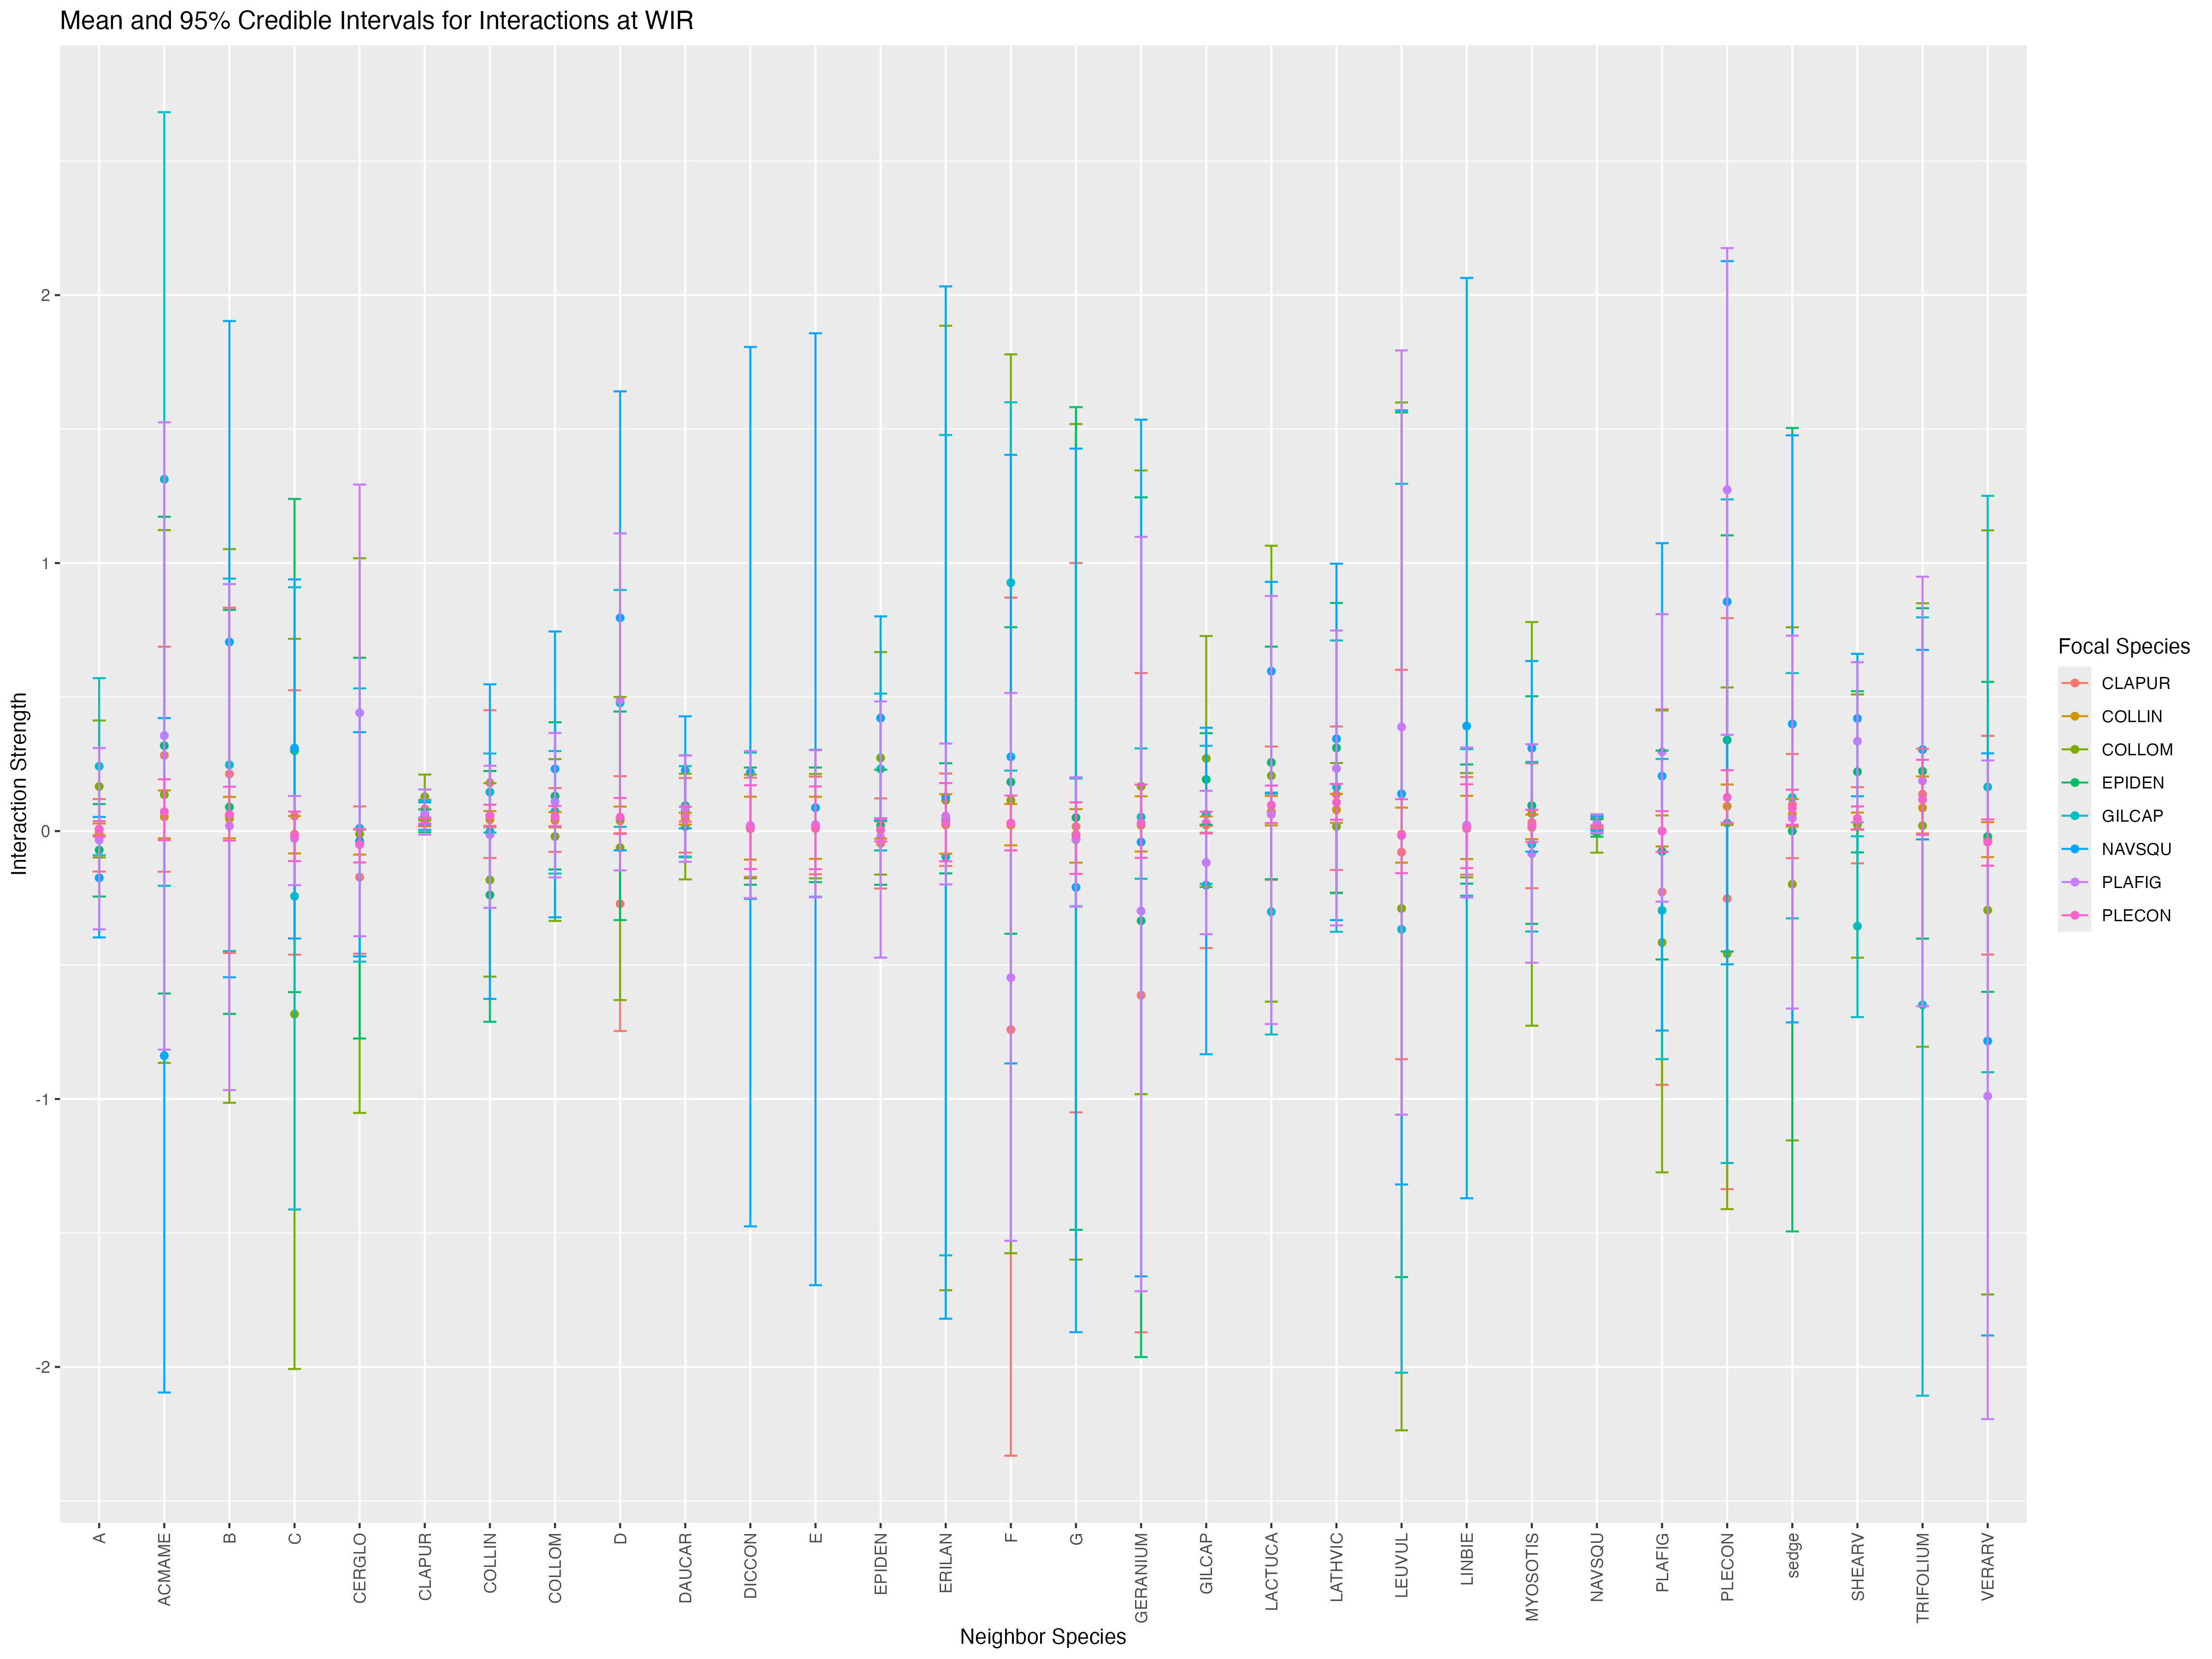 Mean and 95% Credible Intervals for Interactions at WIR
Interaction Strength
2
1
0
-1
-2
A
ACMAME
B
C
CERGLO
CLAPUR
COLLIN
COLLOM
D
DAUCAR
DICCON
E
EPIDEN
ERILAN
F
G
GERANIUM
GILCAP
LACTUCA
LATHVIC
LEUVUL
LINBIE
MYOSOTIS
NAVSQU
PLAFIG
PLECON
sedge
SHEARV
TRIFOLIUM
VERARV
Neighbor Species
Focal Species
CLAPUR
COLLIN
COLLOM
EPIDEN
GILCAP
NAVSQU
PLAFIG
PLECON